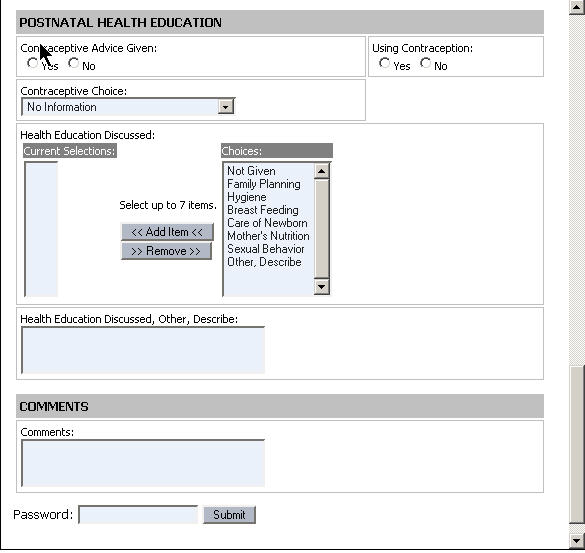 POSTNATAL HEALTH EDUCATION
Contraceptive Advice Given:
Using Contraception:
Yes No
Yes No
Contraceptive Choice:
No Information
Health Education Discussed:
Current Selections:
Choices:
Not Given
Family Planning
Hygiene
Breast Feeding
Care of Newborn
Mother's Nutrition
Sexual Behavior
Other, Describe
Select up to 7 items.
<< Add Item <<
>> Remove >>
Health Education Discussed, Other, Describe:
COMMENTS
Comments:
Password:
Submit